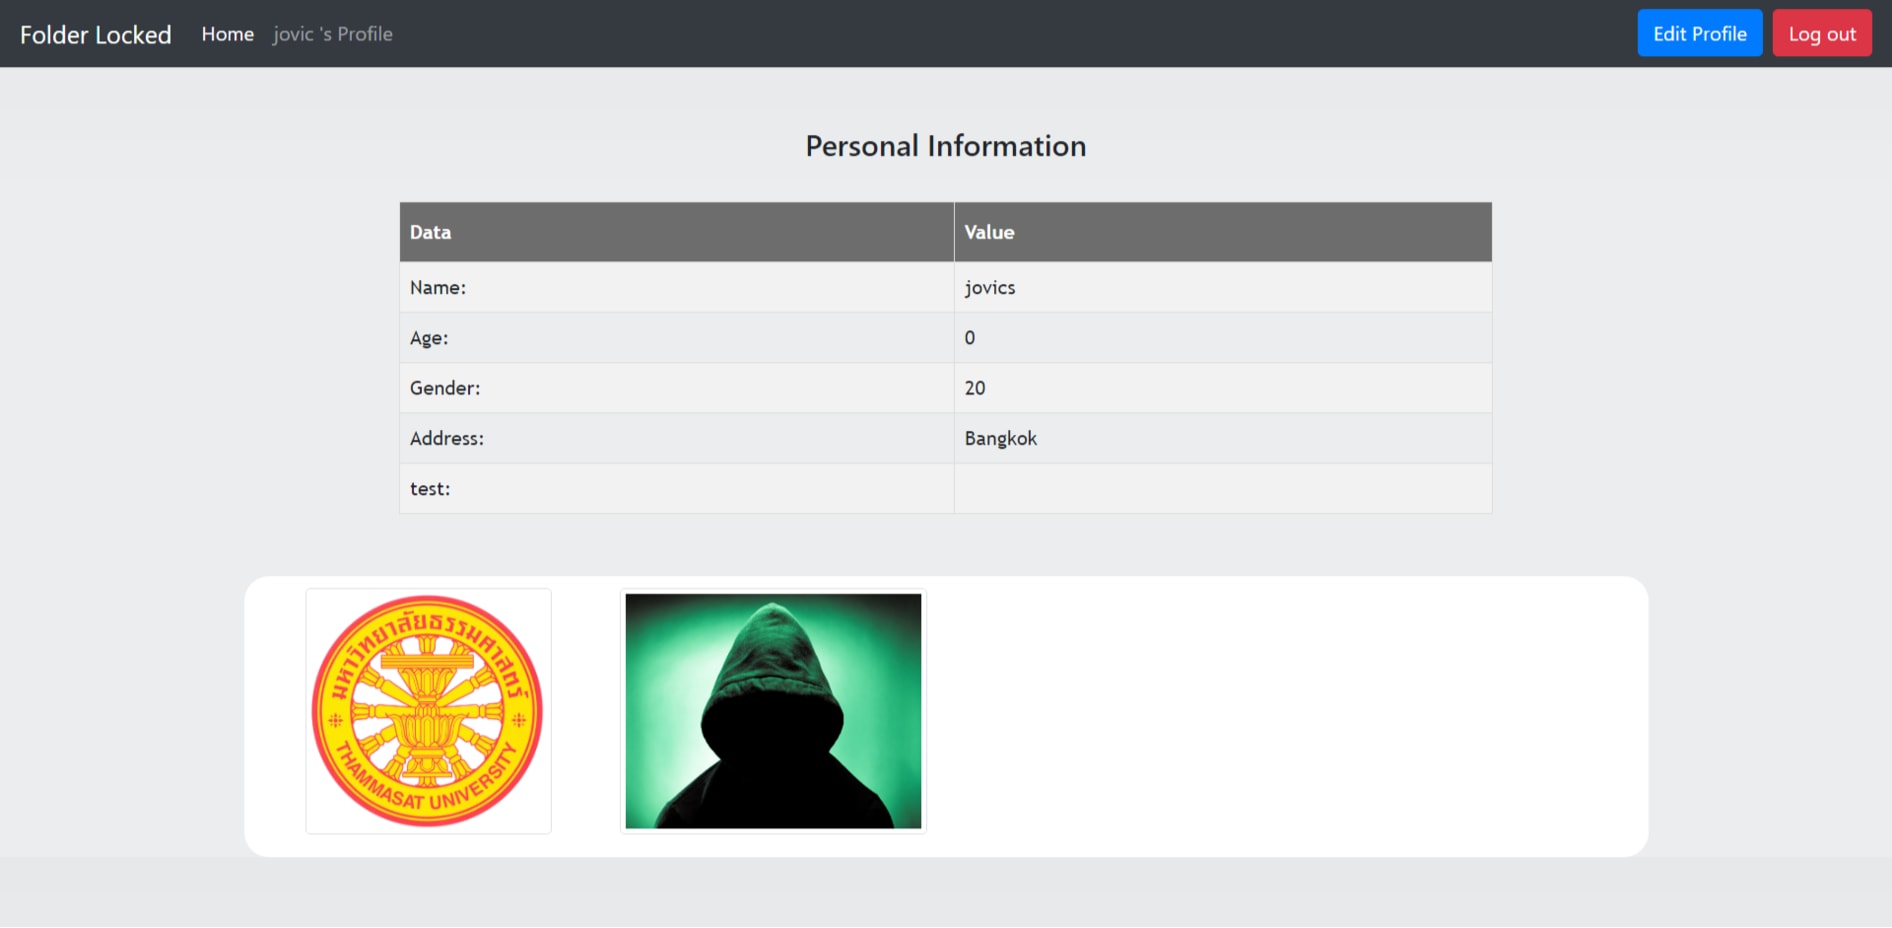 Folder Locked Home jovic 's Profile Edit Profile Log out
Personal Information
Data Value
Name: jovics
Age: 0
Gender: 20
Address: Bangkok
test:
มหาวิทยาลัยธรรมศาสตร์
THAMMASAT UNIVERSITY